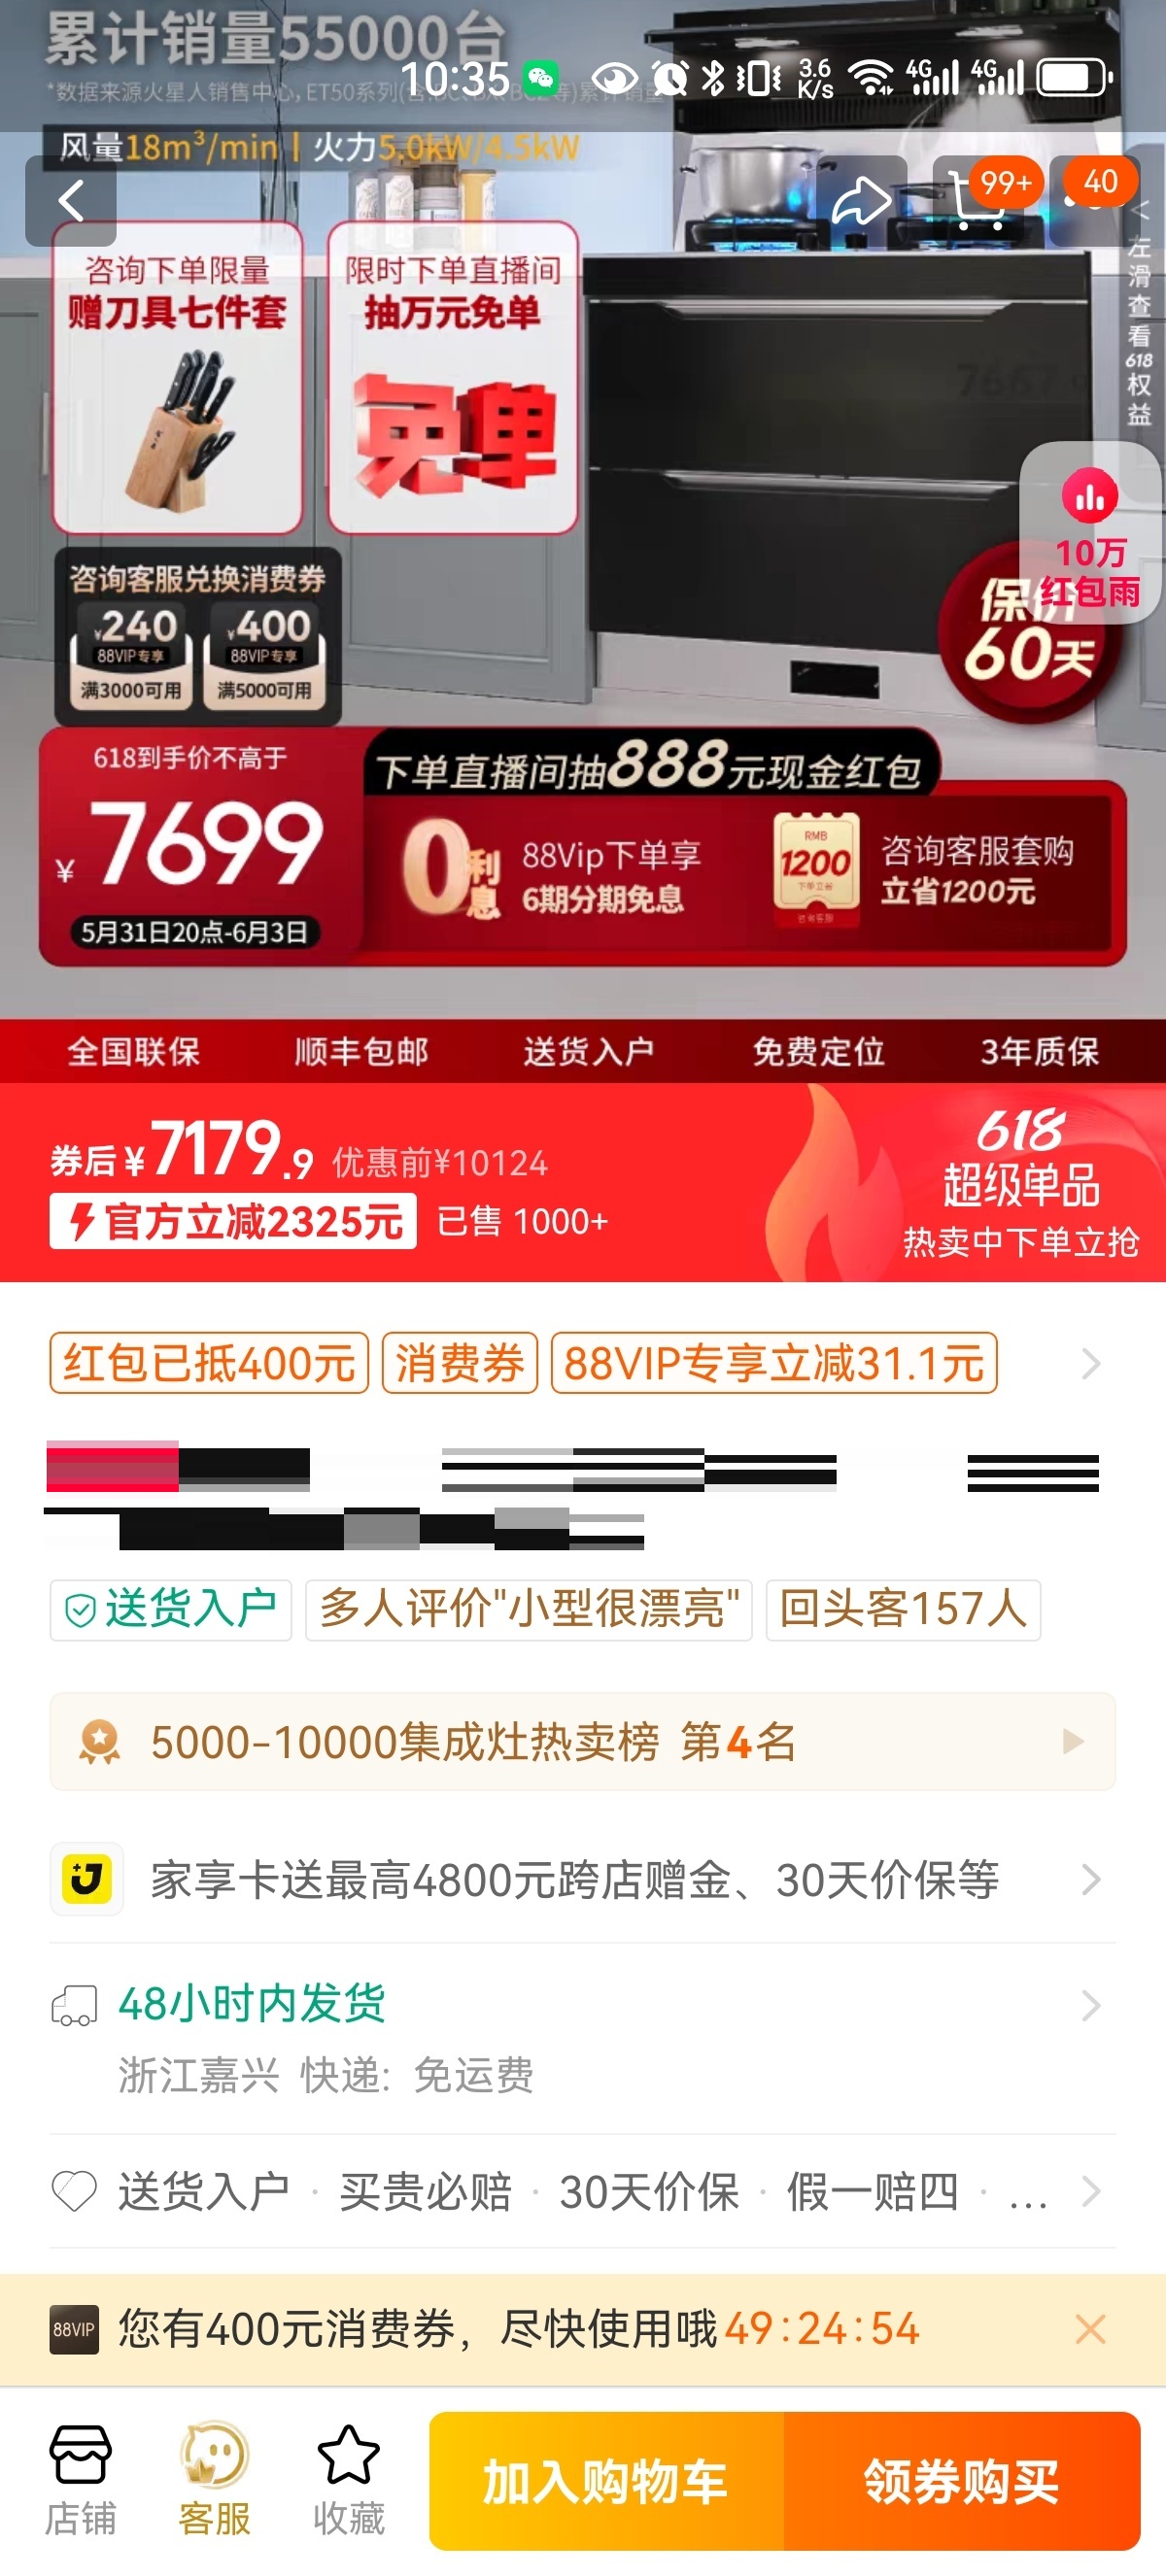 累计销量55000台
10:35
3.6 K/s
4G
4G
*数据来源火星人销售中心,ET50系列
风量18m³/min | 火力5.0kW/4.5kW
99+
40
<左滑查看618权益
咨询下单限量
赠刀具七件套
限时下单直播间
抽万元免单
免单
10万
红包雨
保价
60天
咨询客服兑换消费券
¥240
88VIP专享
满3000可用
¥400
88VIP专享
满5000可用
618到手价不高于
¥7699
5月31日20点-6月3日
下单直播间抽888元现金红包
0利息
88Vip下单享
6期分期免息
RMB
1200
下单立省
咨询客服
咨询客服套购
立省1200元
全国联保
顺丰包邮
送货入户
免费定位
3年质保
券后¥7179.9 优惠前¥10124
官方立减2325元 已售 1000+
618
超级单品
热卖中下单立抢
红包已抵400元
消费券
88VIP专享立减31.1元
送货入户
多人评价"小型很漂亮"
回头客157人
5000-10000集成灶热卖榜 第4名
家享卡送最高4800元跨店赠金、30天价保等
48小时内发货
浙江嘉兴 快递: 免运费
送货入户 · 买贵必赔 · 30天价保 · 假一赔四 · ...
88VIP 您有400元消费券，尽快使用哦49:24:54
店铺
客服
收藏
加入购物车
领券购买